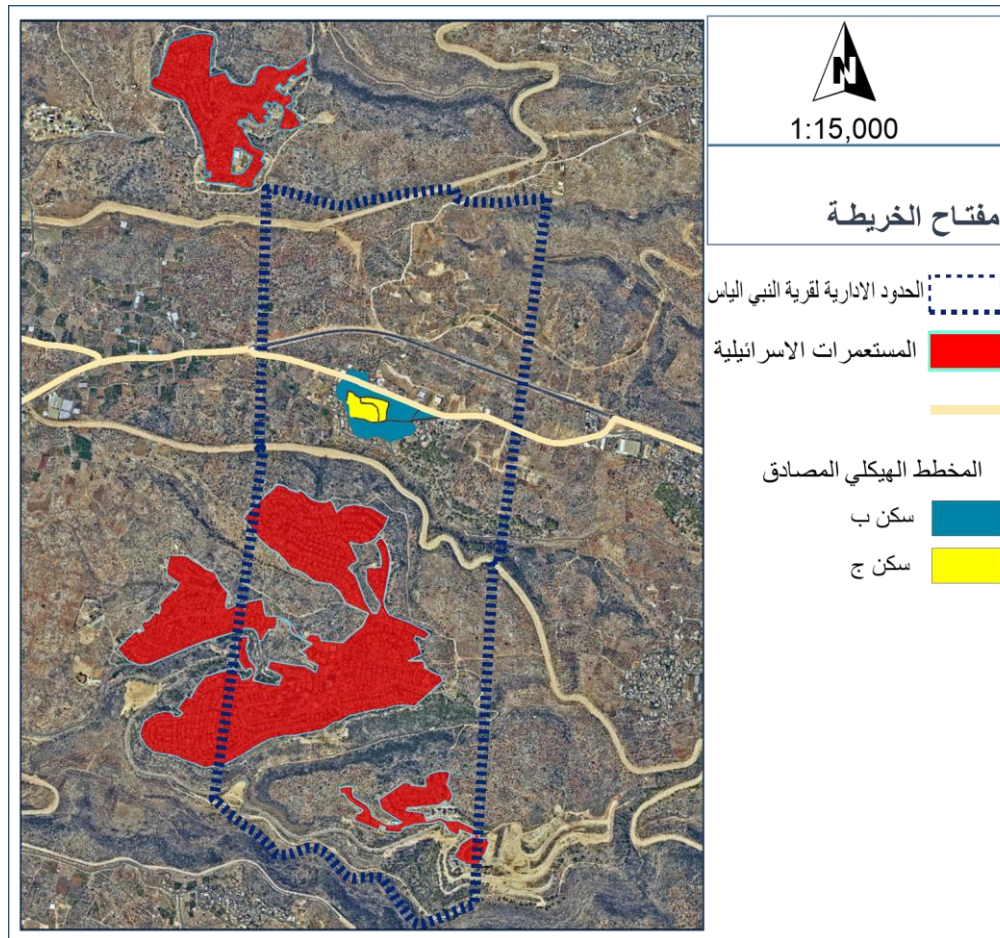 N
1:15,000
مفتاح الخريطة
الحدود الادارية لقرية النبي الياس
المستعمرات الاسرائيلية
المخطط الهيكلي المصادق
سكن ب
سكن ج